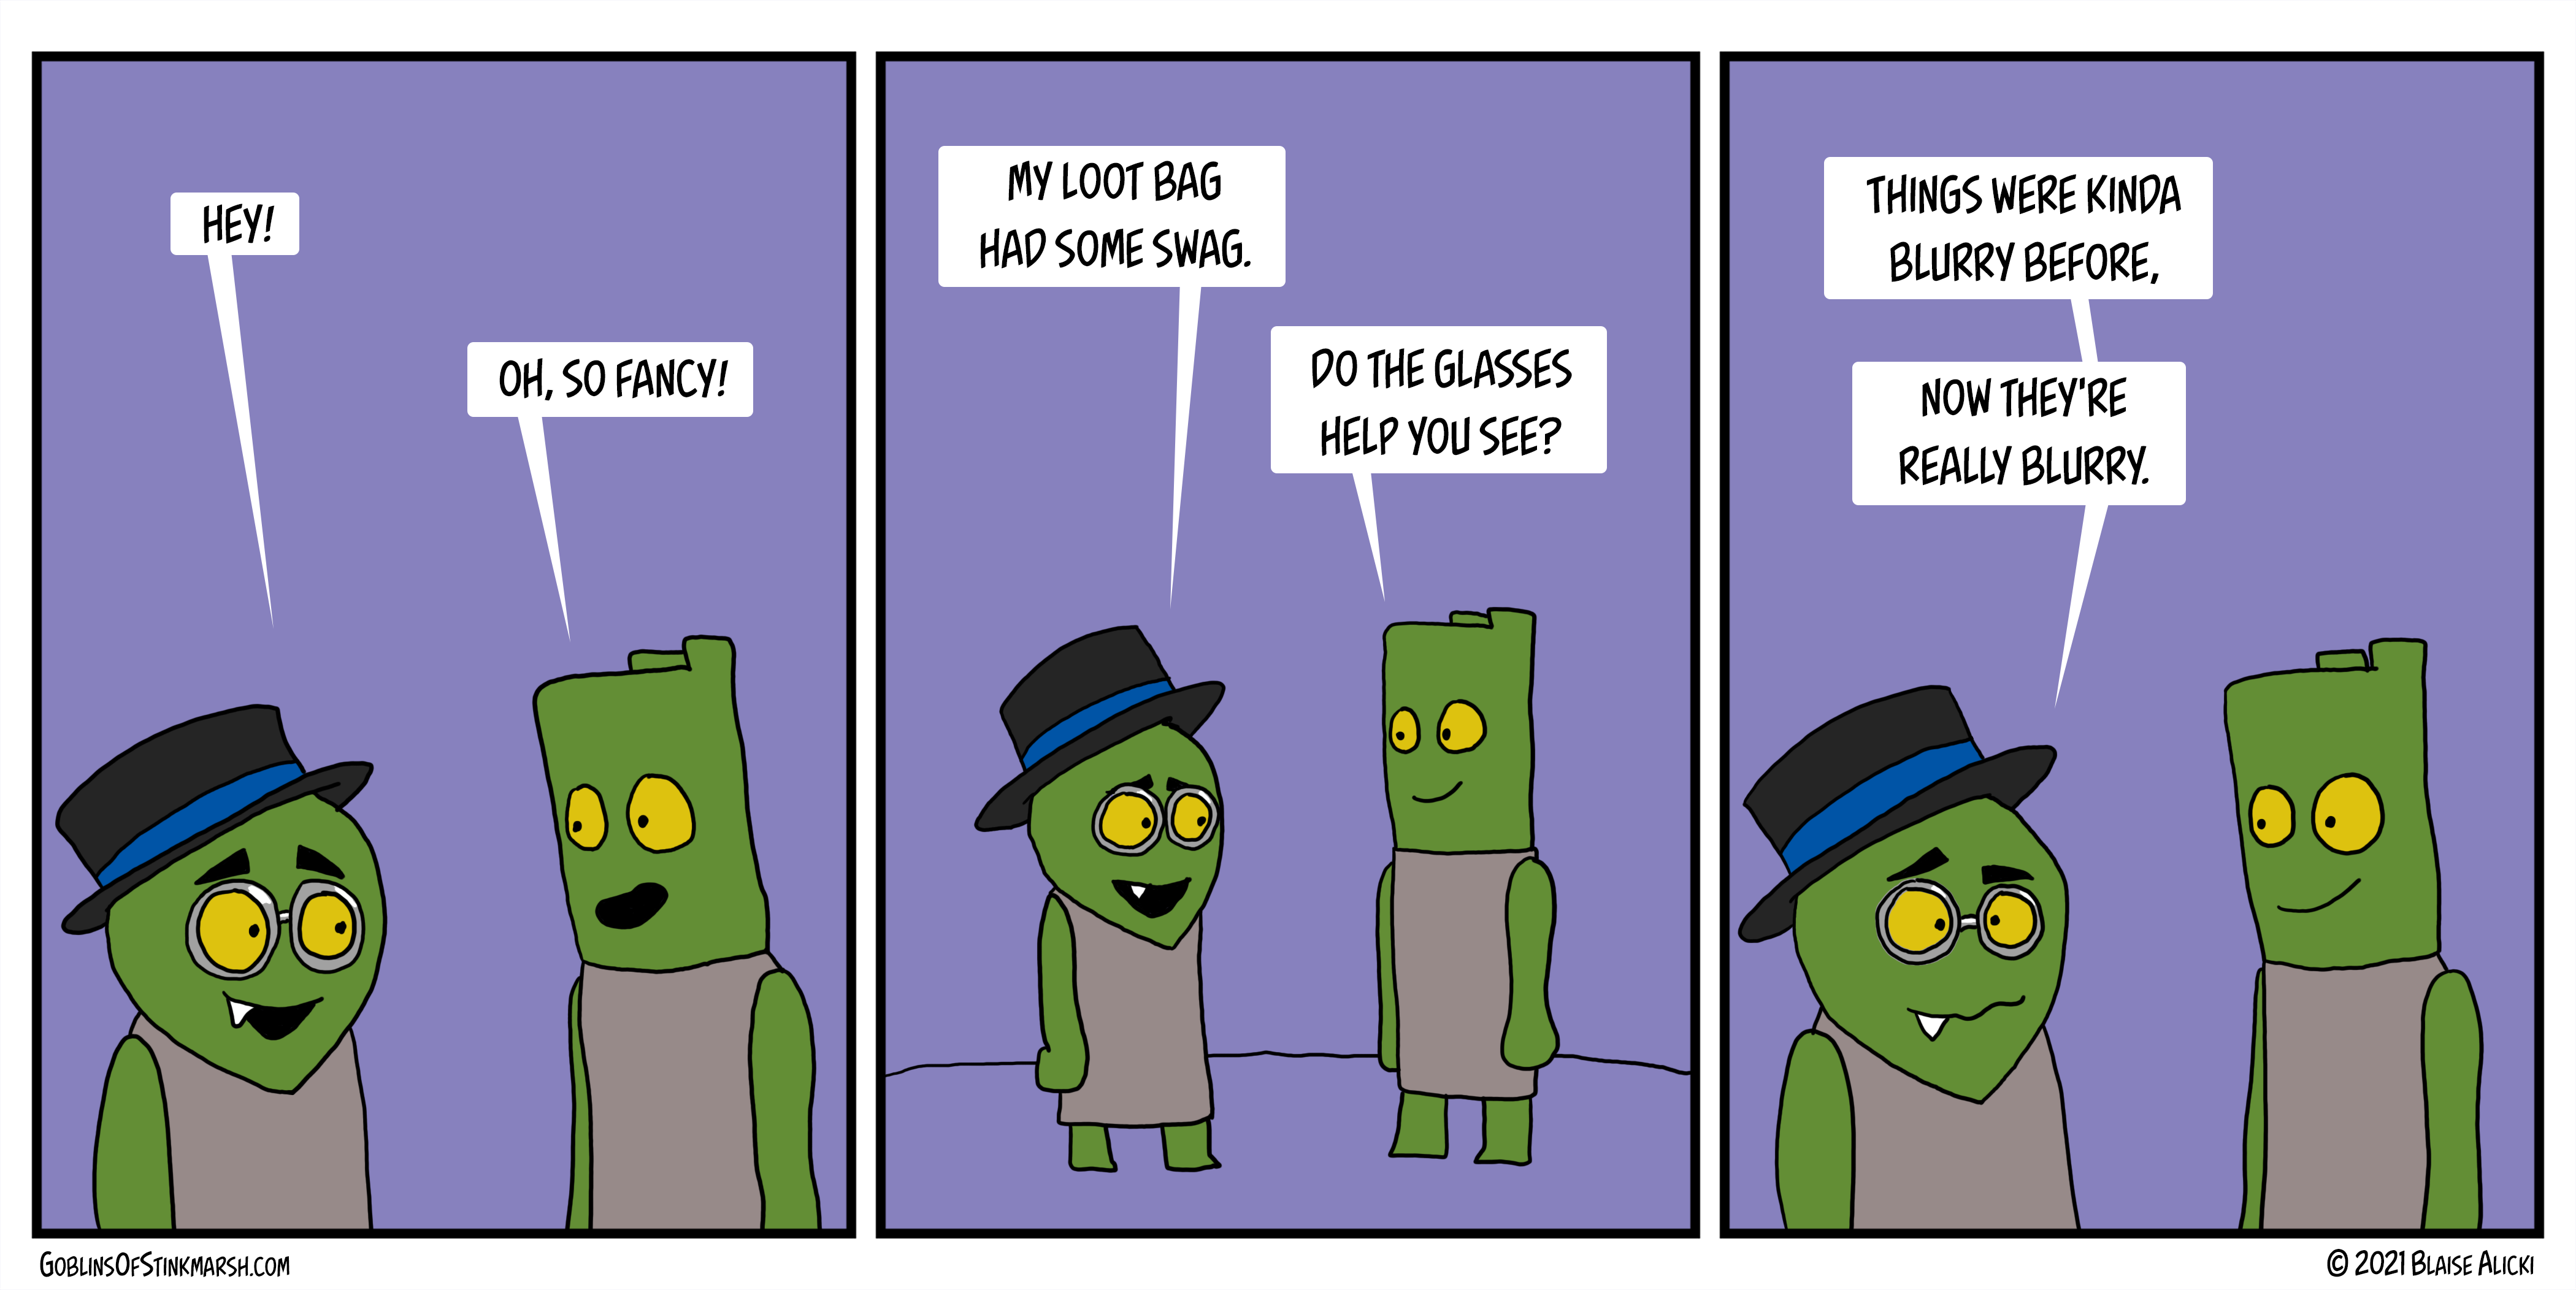 HEY!
OH, SO FANCY!
MY LOOT BAG
HAD SOME SWAG.
DO THE GLASSES
HELP YOU SEE?
THINGS WERE KINDA
BLURRY BEFORE,
NOW THEY'RE
REALLY BLURRY.
GOBLINSOFSTINKMARSH.COM
© 2021 BLAISE ALICKI